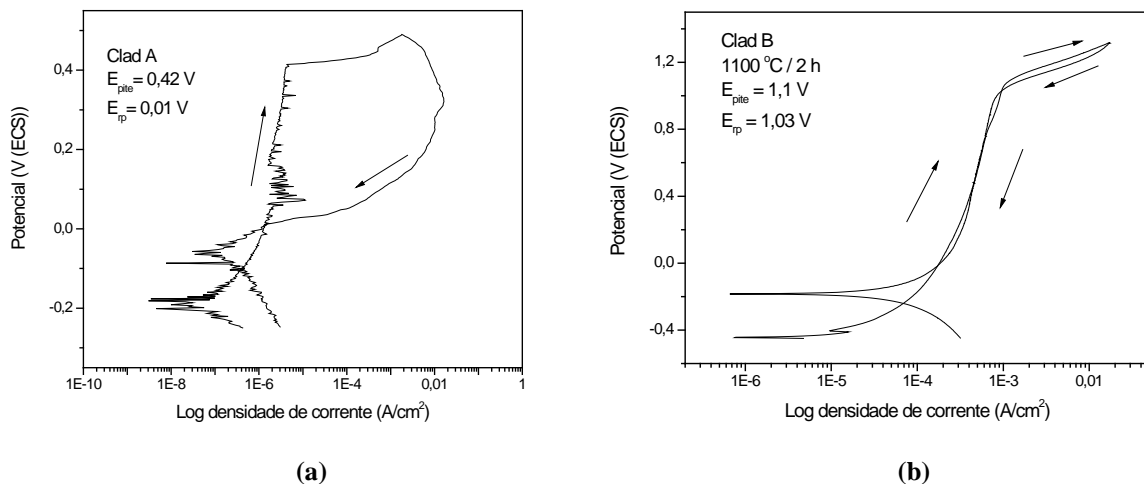 Clad A
E_pite= 0,42 V
E_rp= 0,01 V
Potencial (V (ECS))
0,4
0,2
0,0
-0,2
1E-10 1E-8 1E-6 1E-4 0,01 1
Log densidade de corrente (A/cm²)
(a)
Clad B
1100 °C / 2 h
E_pite= 1,1 V
E_rp = 1,03 V
Potencial (V (ECS))
1,2
0,8
0,4
0,0
-0,4
1E-6 1E-5 1E-4 1E-3 0,01
Log densidade de corrente (A/cm²)
(b)